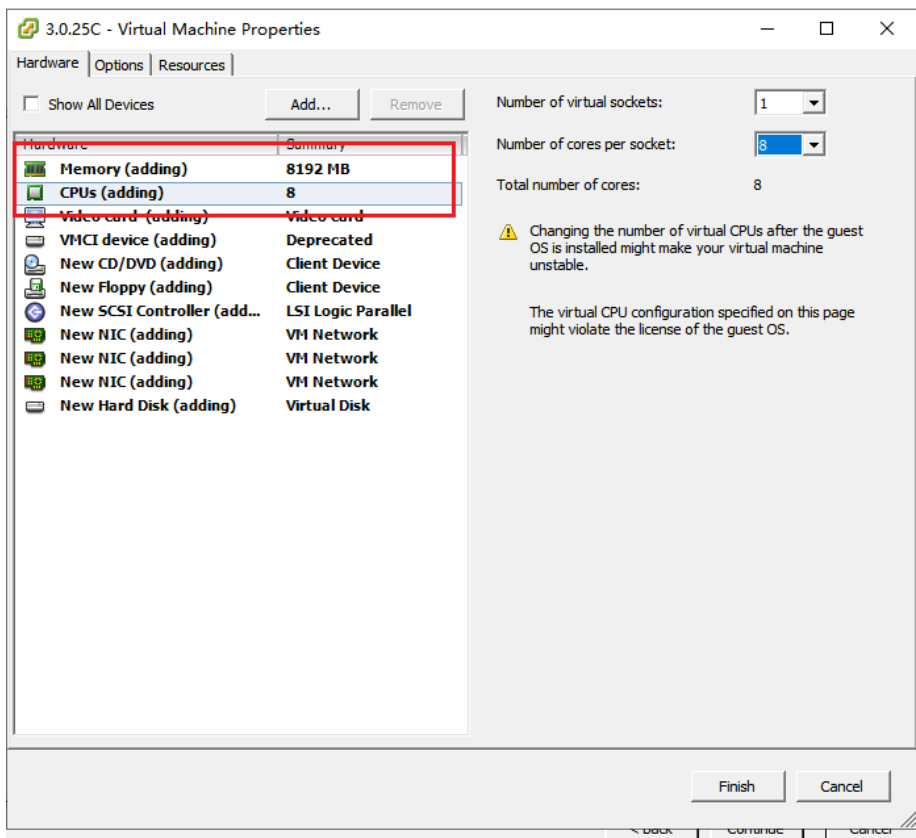 3.0.25C - Virtual Machine Properties
Hardware Options Resources
Show All Devices Add... Remove
Hardware Summary
Memory (adding) 8192 MB
CPUs (adding) 8
Video card (adding) Video card
VMCI device (adding) Deprecated
New CD/DVD (adding) Client Device
New Floppy (adding) Client Device
New SCSI Controller (add... LSI Logic Parallel
New NIC (adding) VM Network
New NIC (adding) VM Network
New NIC (adding) VM Network
New Hard Disk (adding) Virtual Disk
Number of virtual sockets: 1
Number of cores per socket: 8
Total number of cores: 8
Changing the number of virtual CPUs after the guest
OS is installed might make your virtual machine
unstable.
The virtual CPU configuration specified on this page
might violate the license of the guest OS.
Finish Cancel
< Back Continue Cancel